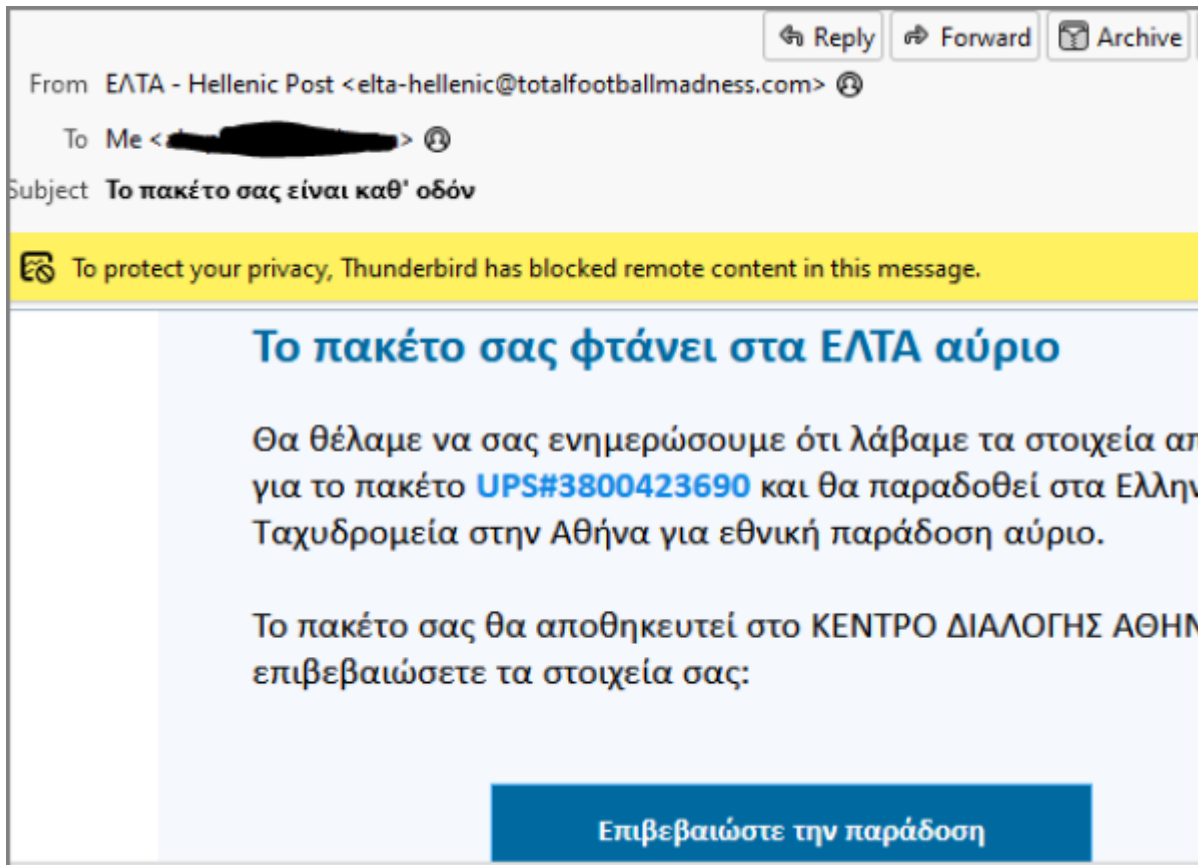 Reply Forward Archive
From ΕΛΤΑ - Hellenic Post <elta-hellenic@totalfootballmadness.com>
To Me < >
Subject Το πακέτο σας είναι καθ' οδόν
To protect your privacy, Thunderbird has blocked remote content in this message.
Το πακέτο σας φτάνει στα ΕΛΤΑ αύριο
Θα θέλαμε να σας ενημερώσουμε ότι λάβαμε τα στοιχεία
για το πακέτο UPS#3800423690 και θα παραδοθεί στα
Ταχυδρομεία στην Αθήνα για εθνική παράδοση αύριο.
Το πακέτο σας θα αποθηκευτεί στο ΚΕΝΤΡΟ ΔΙΑΛΟΓΗΣ
επιβεβαιώσετε τα στοιχεία σας:
Επιβεβαιώστε την παράδοση